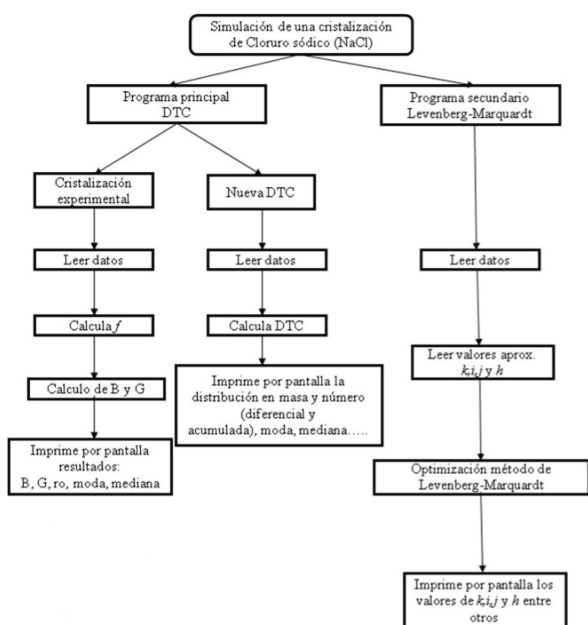 Simulación de una cristalización
de Cloruro sódico (NaCl)
Programa principal
DTC
Programa secundario
Levenberg-Marquardt
Cristalización
experimental
Nueva DTC
Leer datos
Leer datos
Leer datos
Calcula f
Calcula DTC
Leer valores aprox.
k,i,j y h
Calculo de B y G
Imprime por pantalla la
distribución en masa y número
(diferencial y
acumulada), moda, mediana.....
Imprime por pantalla
resultados:
B, G, ro, moda, mediana
Optimización método de
Levenberg-Marquardt
Imprime por pantalla los
valores de k,i,j y h entre
otros